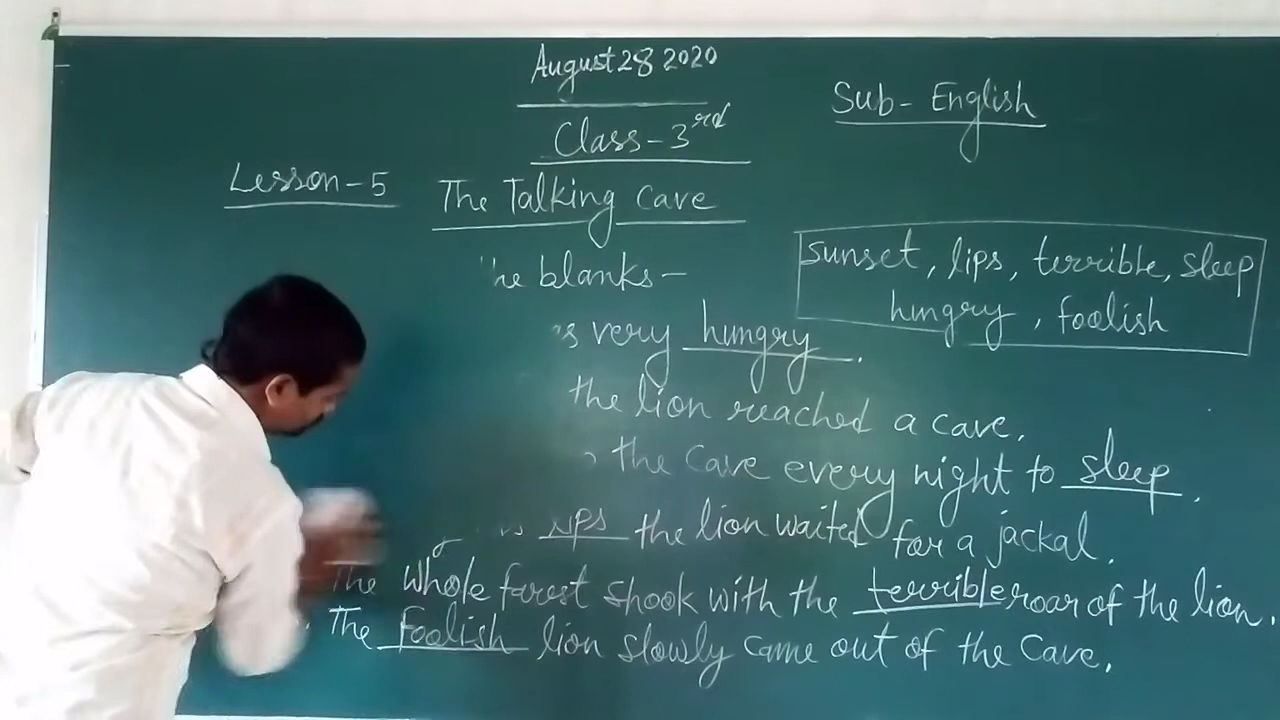 August 28 2020
Sub- English
Class-3rd
Lesson-5 The Talking Cave
sunset, lips, terrible, sleep
hungry, foolish
he blanks-
s very hungry.
the lion reached a cave.
the cave every night to sleep.
lips the lion waited for a jackal.
The whole forest shook with the terrible roar of the lion.
The foolish lion slowly came out of the cave.